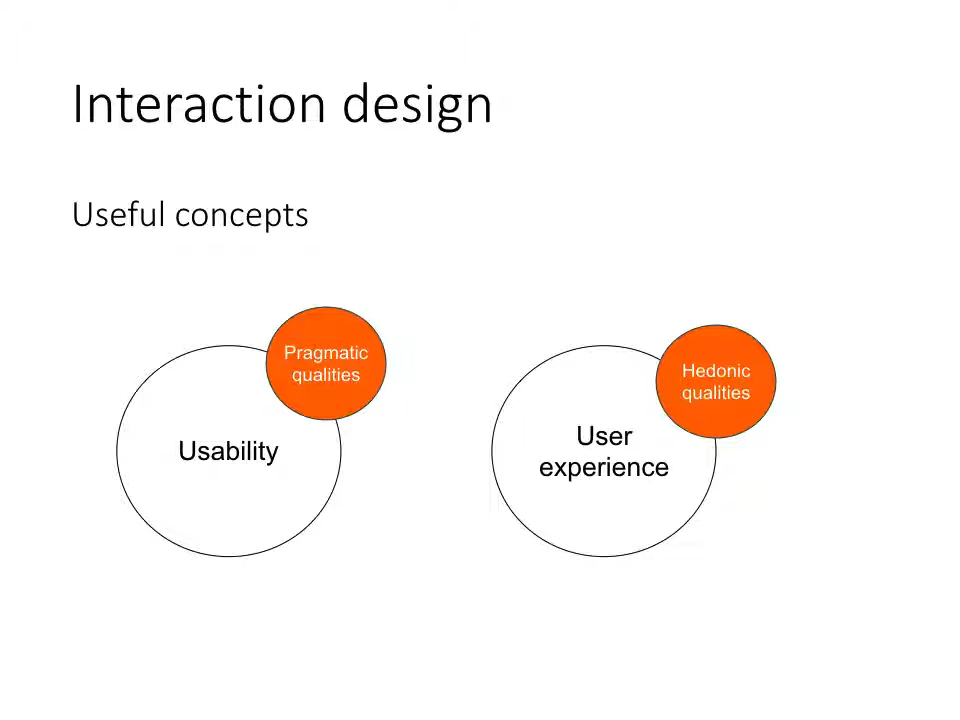 Interaction design
Useful concepts
Pragmatic
qualities
Usability
Hedonic
qualities
User
experience